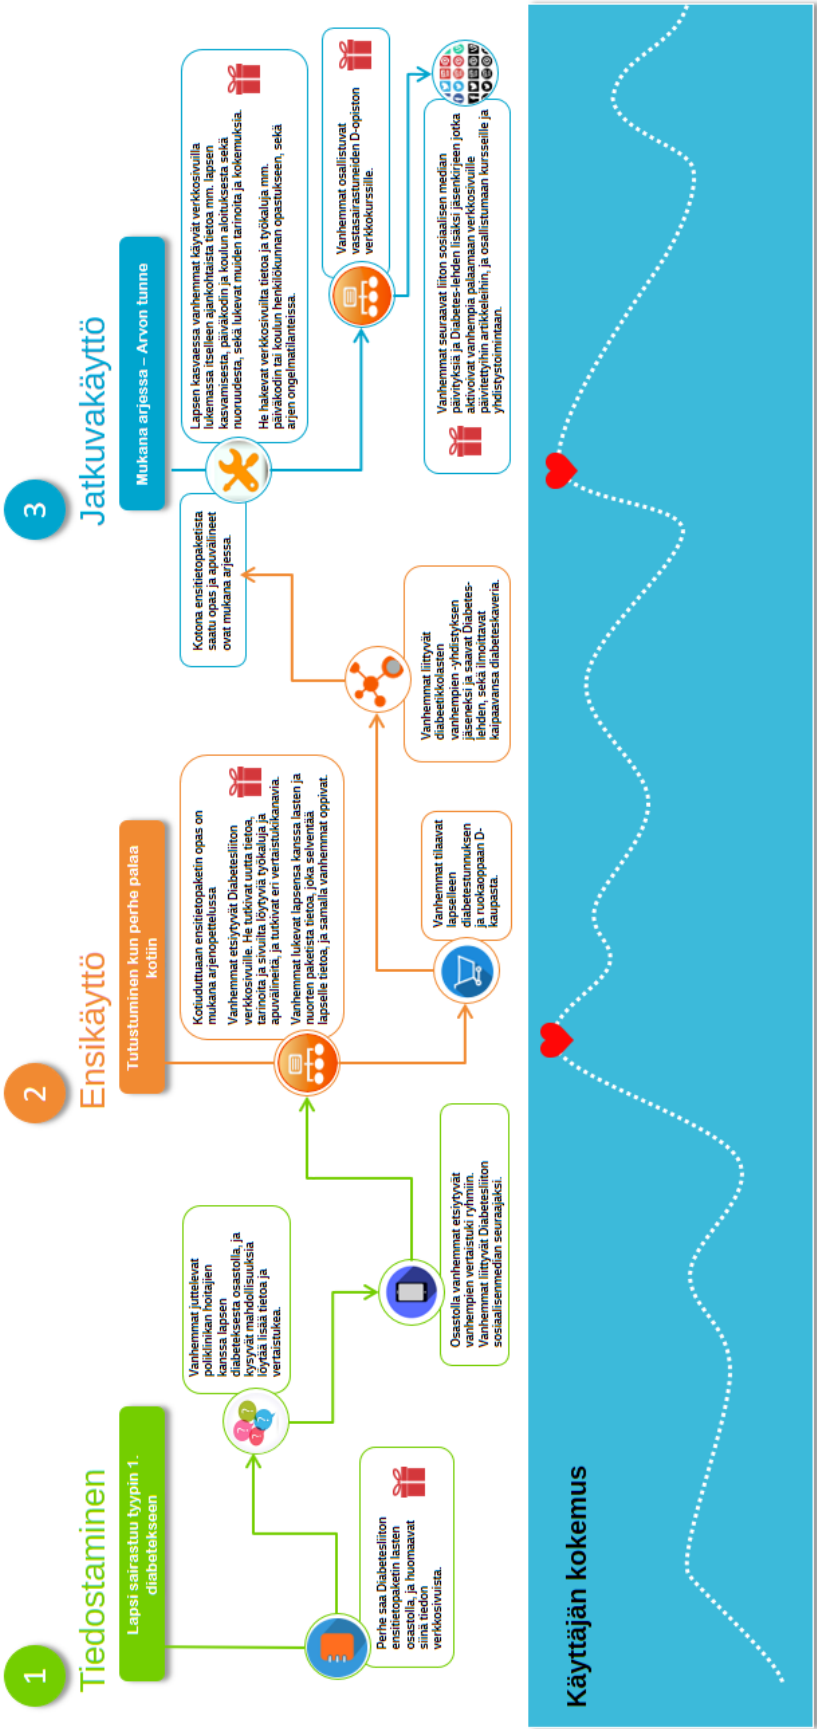 1
Tiedostaminen
Lapsi sairastuu tyypin 1.
diabetekseen
Perhe saa Diabetesliiton
ensitietopaketin lasten
osastolla, ja huomaavat
siinä tiedon
verkkosivuista.
Vanhemmat juttelevat
poliklinikan hoitajien
kanssa lapsen
diabeteksesta osastolla, ja
kysyvät mahdollisuuksia
löytää lisää tietoa ja
vertaistukea.
Osastolla vanhemmat etsiytyvät
vanhempien vertaistuki ryhmiin.
Vanhemmat liittyvät Diabetesliiton
sosiaalisenmedian seuraajaksi.
2
Ensikäyttö
Tutustuminen kun perhe palaa
kotiin
Kotiuduttuaan ensitietopaketin opas on
mukana arjenopettelussa
Vanhemmat etsiytyvät Diabetesliiton
verkkosivuille. He tutkivat uutta tietoa,
tarinoita ja sivuilta löytyviä työkaluja ja
apuvälineitä, ja tutkivat eri vertaistukikanavia.
Vanhemmat lukevat lapsensa kanssa lasten ja
nuorten paketista tietoa, joka selventää
lapselle tietoa, ja samalla vanhemmat oppivat.
Vanhemmat tilaavat
lapselleen
diabetestunnuksen
ja ruokaoppaan D-
kaupasta.
Vanhemmat liittyvät
diabeetikkolasten
vanhempien -yhdistyksen
jäseneksi ja saavat Diabetes-
lehden, sekä ilmoittavat
kaipaavansa diabeteskaveria.
3
Jatkuvakäyttö
Mukana arjessa – Arvon tunne
Kotona ensitietopaketista
saatu opas ja apuvälineet
ovat mukana arjessa.
Lapsen kasvaessa vanhemmat käyvät verkkosivuilla
lukemassa itselleen ajankohtaista tietoa mm. lapsen
kasvamisesta, päiväkodin ja koulun aloituksesta sekä
nuoruudesta, sekä lukevat muiden tarinoita ja kokemuksia.
He hakevat verkkosivuilta tietoa ja työkaluja mm.
päiväkodin tai koulun henkilökunnan opastukseen, sekä
arjen ongelmatilanteissa.
Vanhemmat osallistuvat
vastasairastuneiden D-opiston
verkkokurssille.
Vanhemmat seuraavat liiton sosiaalisen median
päivityksiä ja Diabetes-lehden lisäksi jäsenkirjeen jotka
aktivoivat vanhempia palaamaan verkkosivuille
päivitettyihin artikkeleihin, ja osallistumaan kursseille ja
yhdistystoimintaan.
Käyttäjän kokemus